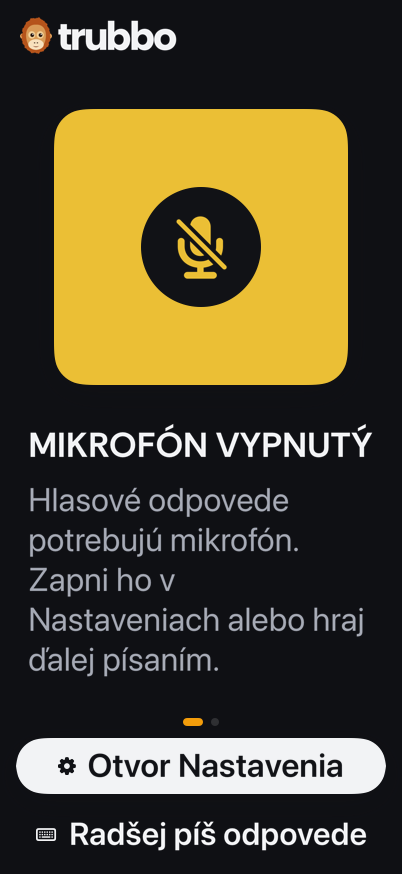 trubbo
MIKROFÓN VYPNUTÝ
Hlasové odpovede
potrebujú mikrofón.
Zapni ho v
Nastaveniach alebo hraj
ďalej písaním.
Otvor Nastavenia
Radšej píš odpovede